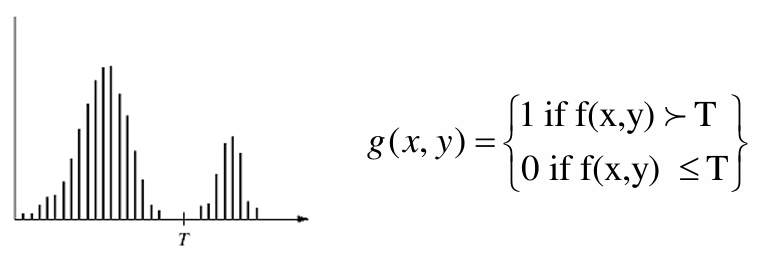 T
g(x, y) = {1 if f(x,y) ≻ T
0 if f(x,y) ≤ T}